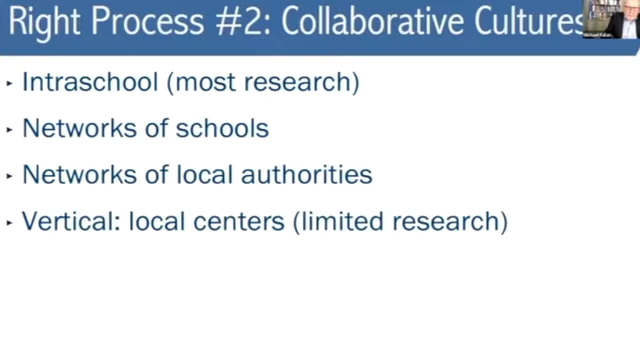 Right Process #2: Collaborative Cultures
Intraschool (most research)
Networks of schools
Networks of local authorities
Vertical: local centers (limited research)